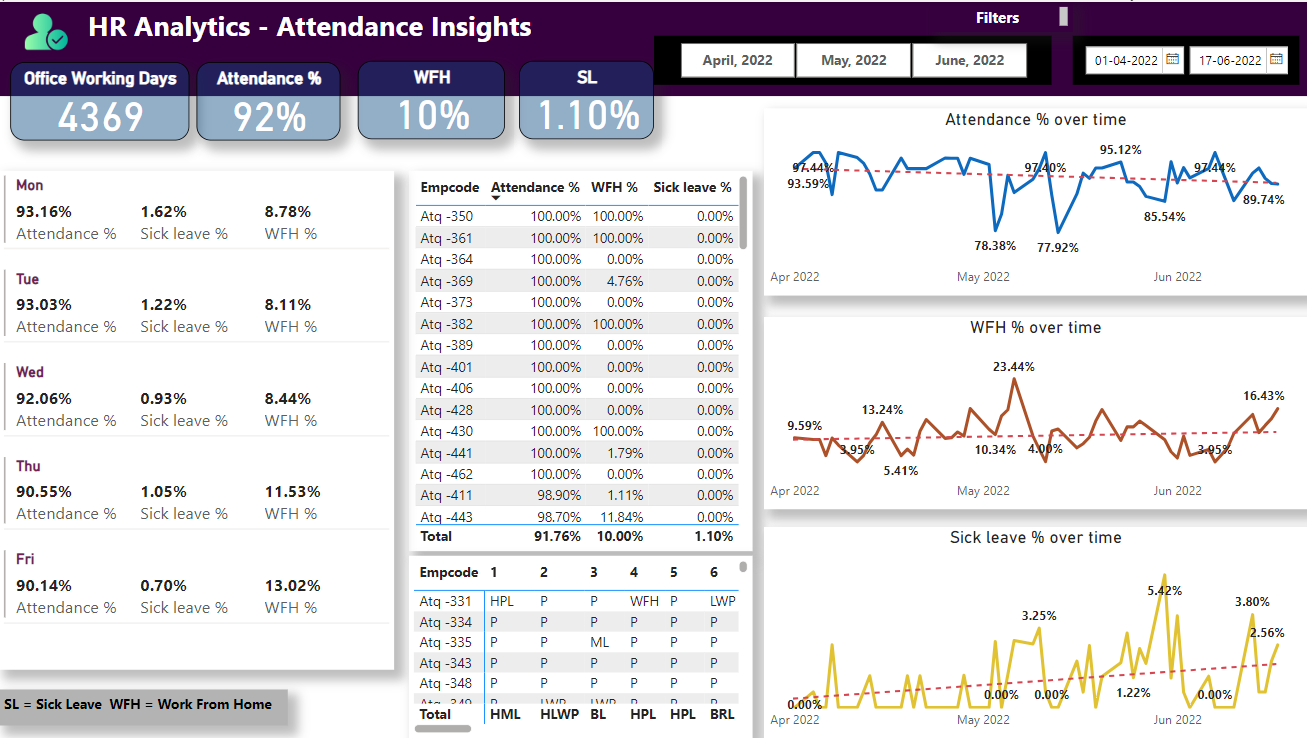 HR Analytics - Attendance Insights
Filters
April, 2022 May, 2022 June, 2022
01-04-2022 17-06-2022
Office Working Days
4369
Attendance %
92%
WFH
10%
SL
1.10%
Mon
93.16% 1.62% 8.78%
Attendance % Sick leave % WFH %
Tue
93.03% 1.22% 8.11%
Attendance % Sick leave % WFH %
Wed
92.06% 0.93% 8.44%
Attendance % Sick leave % WFH %
Thu
90.55% 1.05% 11.53%
Attendance % Sick leave % WFH %
Fri
90.14% 0.70% 13.02%
Attendance % Sick leave % WFH %
SL = Sick Leave WFH = Work From Home
Empcode Attendance % WFH % Sick leave %
Atq -350 100.00% 100.00% 0.00%
Atq -361 100.00% 100.00% 0.00%
Atq -364 100.00% 0.00% 0.00%
Atq -369 100.00% 4.76% 0.00%
Atq -373 100.00% 0.00% 0.00%
Atq -382 100.00% 100.00% 0.00%
Atq -389 100.00% 0.00% 0.00%
Atq -401 100.00% 0.00% 0.00%
Atq -406 100.00% 0.00% 0.00%
Atq -428 100.00% 0.00% 0.00%
Atq -430 100.00% 100.00% 0.00%
Atq -441 100.00% 1.79% 0.00%
Atq -462 100.00% 0.00% 0.00%
Atq -411 98.90% 1.11% 0.00%
Atq -443 98.70% 11.84% 0.00%
Total 91.76% 10.00% 1.10%
Empcode 1 2 3 4 5 6
Atq -331 HPL P P WFH P LWP
Atq -334 P P P P P P
Atq -335 P P ML P P P
Atq -343 P P P P P P
Atq -348 P P P P P P
Atq -349 P LWP LWP P P P
Total HML HLWP BL HPL HPL BRL
Attendance % over time
97.44%
93.59%
78.38%
97.40%
77.92%
95.12%
85.54%
97.44%
89.74%
Apr 2022 May 2022 Jun 2022
WFH % over time
9.59%
3.95%
13.24%
5.41%
10.34%
23.44%
4.00%
3.95%
16.43%
Apr 2022 May 2022 Jun 2022
Sick leave % over time
0.00%
0.00%
3.25%
0.00%
1.22%
5.42%
0.00%
3.80%
2.56%
Apr 2022 May 2022 Jun 2022